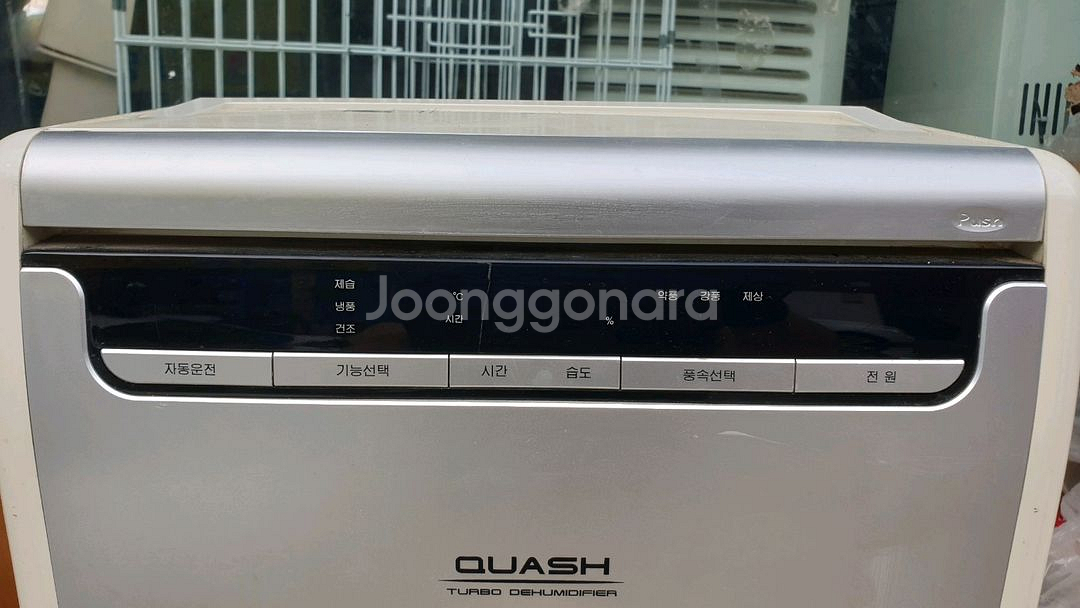 Push
제습
°C
약풍 강풍 제상
냉풍
시간
%
건조
자동운전 기능선택 시간 습도 풍속선택 전 원
Joonggonara
QUASH
TURBO DEHUMIDIFIER